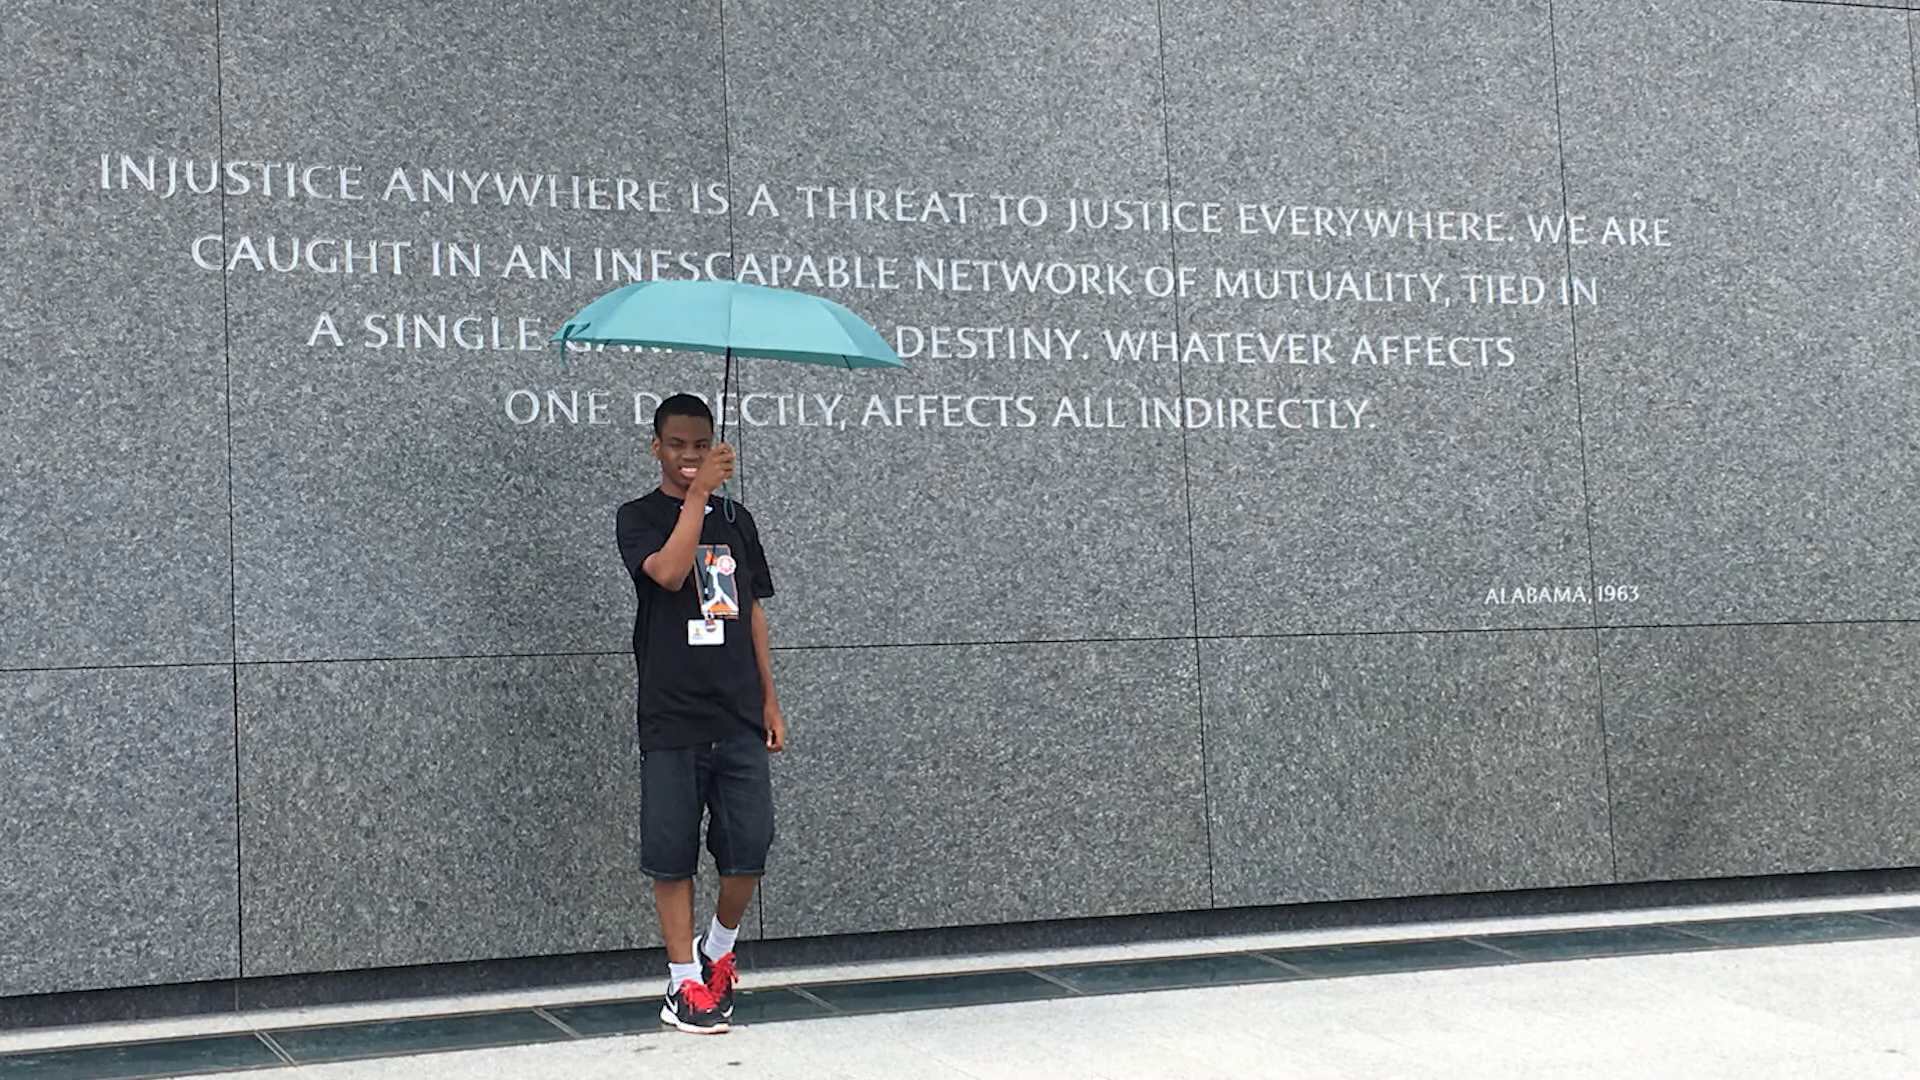 INJUSTICE ANYWHERE IS A THREAT TO JUSTICE EVERYWHERE. WE ARE
CAUGHT IN AN INESCAPABLE NETWORK OF MUTUALITY, TIED IN
A SINGLE DESTINY. WHATEVER AFFECTS
ONE DIRECTLY, AFFECTS ALL INDIRECTLY.
ALABAMA, 1963